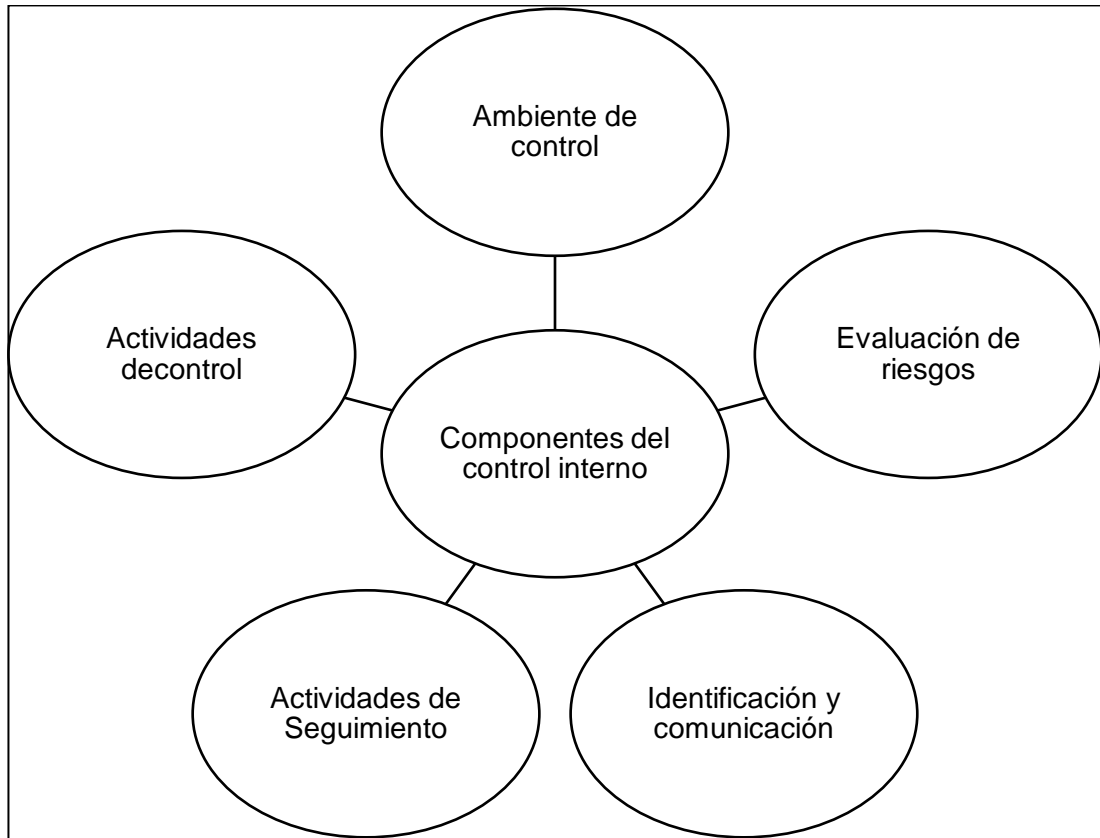 Ambiente de
control
Actividades
decontrol
Evaluación de
riesgos
Componentes del
control interno
Actividades de
Seguimiento
Identificación y
comunicación